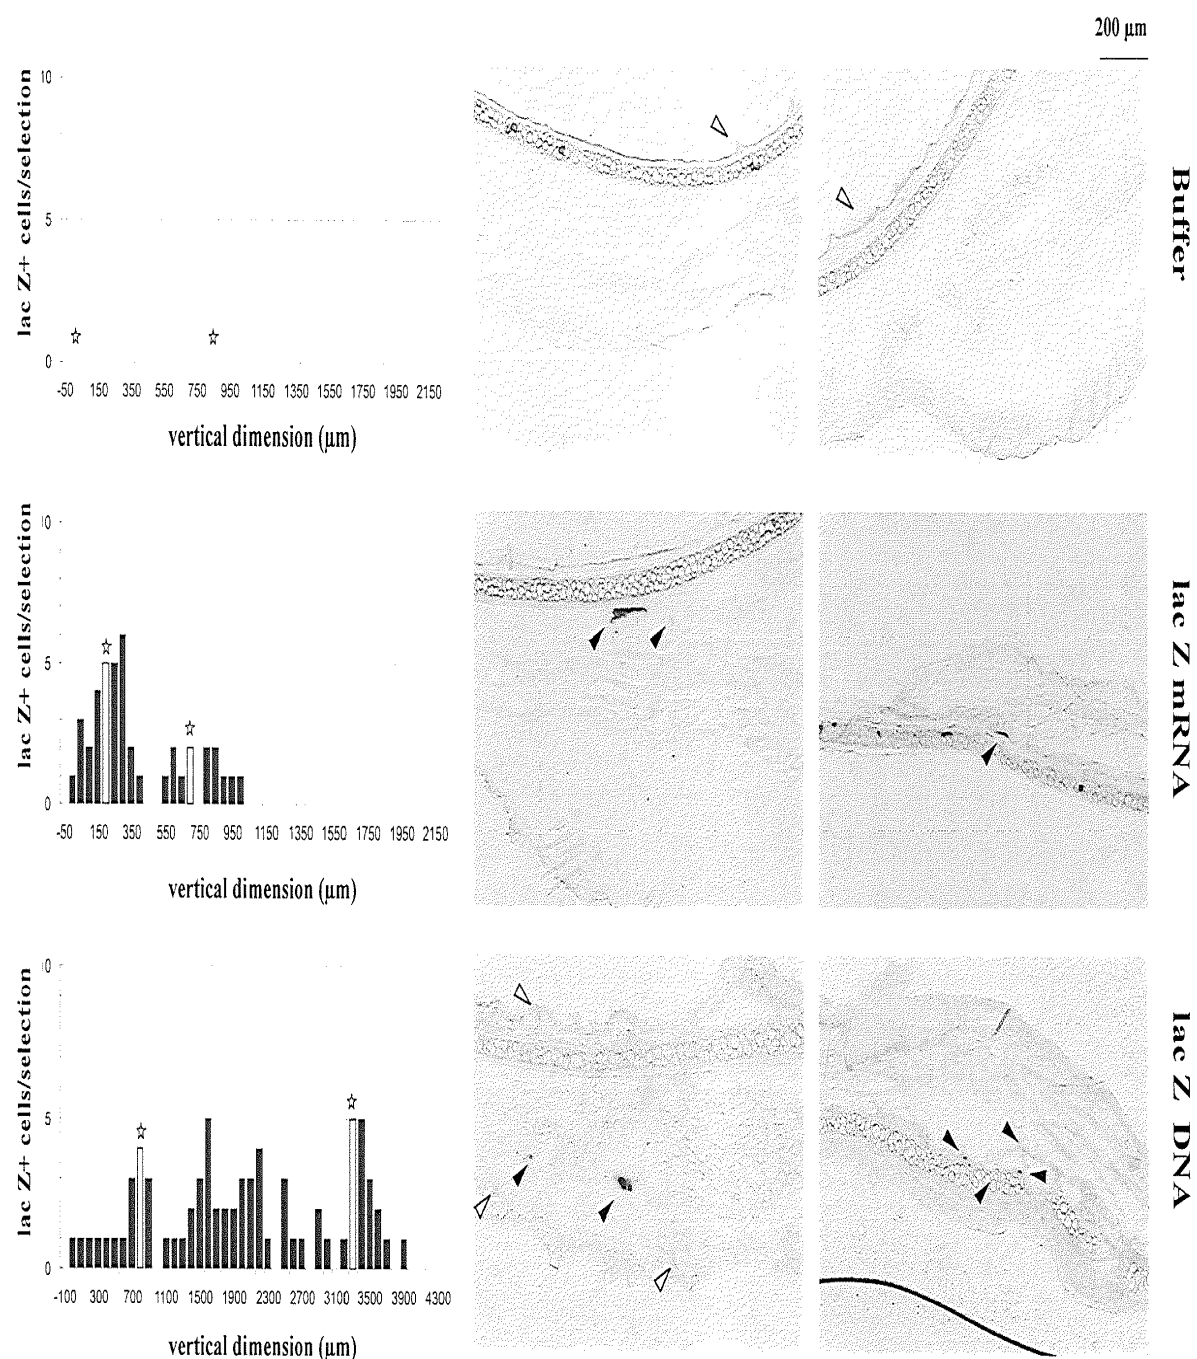 200 µm
lac Z+ cells/selection
10
5
0
-50 150 350 550 750 950 1150 1350 1550 1750 1950 2150
vertical dimension (µm)
Buffer
lac Z+ cells/selection
10
5
0
-50 150 350 550 750 950 1150 1350 1550 1750 1950 2150
vertical dimension (µm)
lac Z mRNA
lac Z+ cells/selection
10
5
0
-100 300 700 1100 1500 1900 2300 2700 3100 3500 3900 4300
vertical dimension (µm)
lac Z DNA